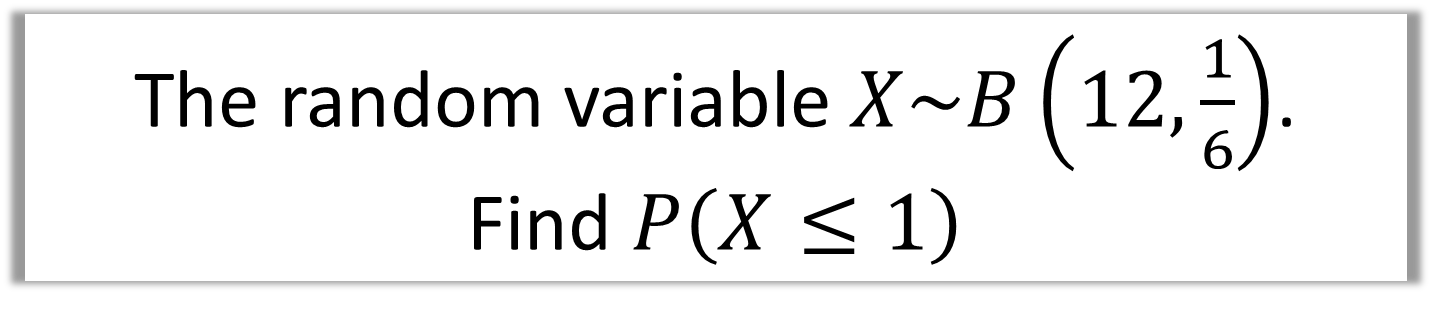 The random variable X~B (12, 1/6).
Find P(X ≤ 1)